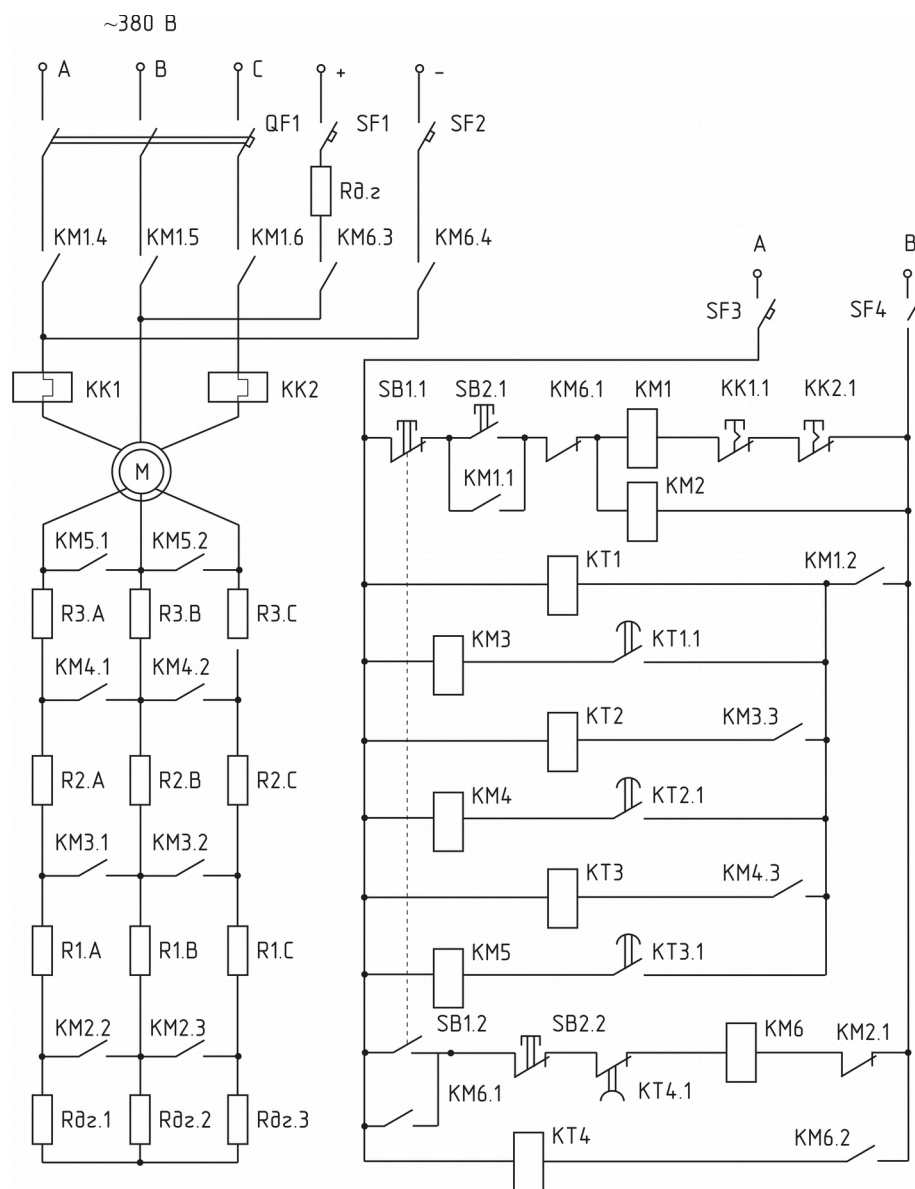 ~380 В
A B C + -
QF1 SF1 SF2
Rд.г
KM1.4 KM1.5 KM1.6 KM6.3 KM6.4
A B
SF3 SF4
KK1 KK2
SB1.1 SB2.1 KM6.1 KM1 KK1.1 KK2.1
M
KM1.1 KM2
KM5.1 KM5.2
KT1 KM1.2
R3.A R3.B R3.C
KM3 KT1.1
KM4.1 KM4.2
KT2 KM3.3
R2.A R2.B R2.C
KM4 KT2.1
KM3.1 KM3.2
KT3 KM4.3
R1.A R1.B R1.C
KM5 KT3.1
KM2.2 KM2.3
SB1.2 SB2.2 KM6 KM2.1
KM6.1 KT4.1
Rдг.1 Rдг.2 Rдг.3
KT4 KM6.2